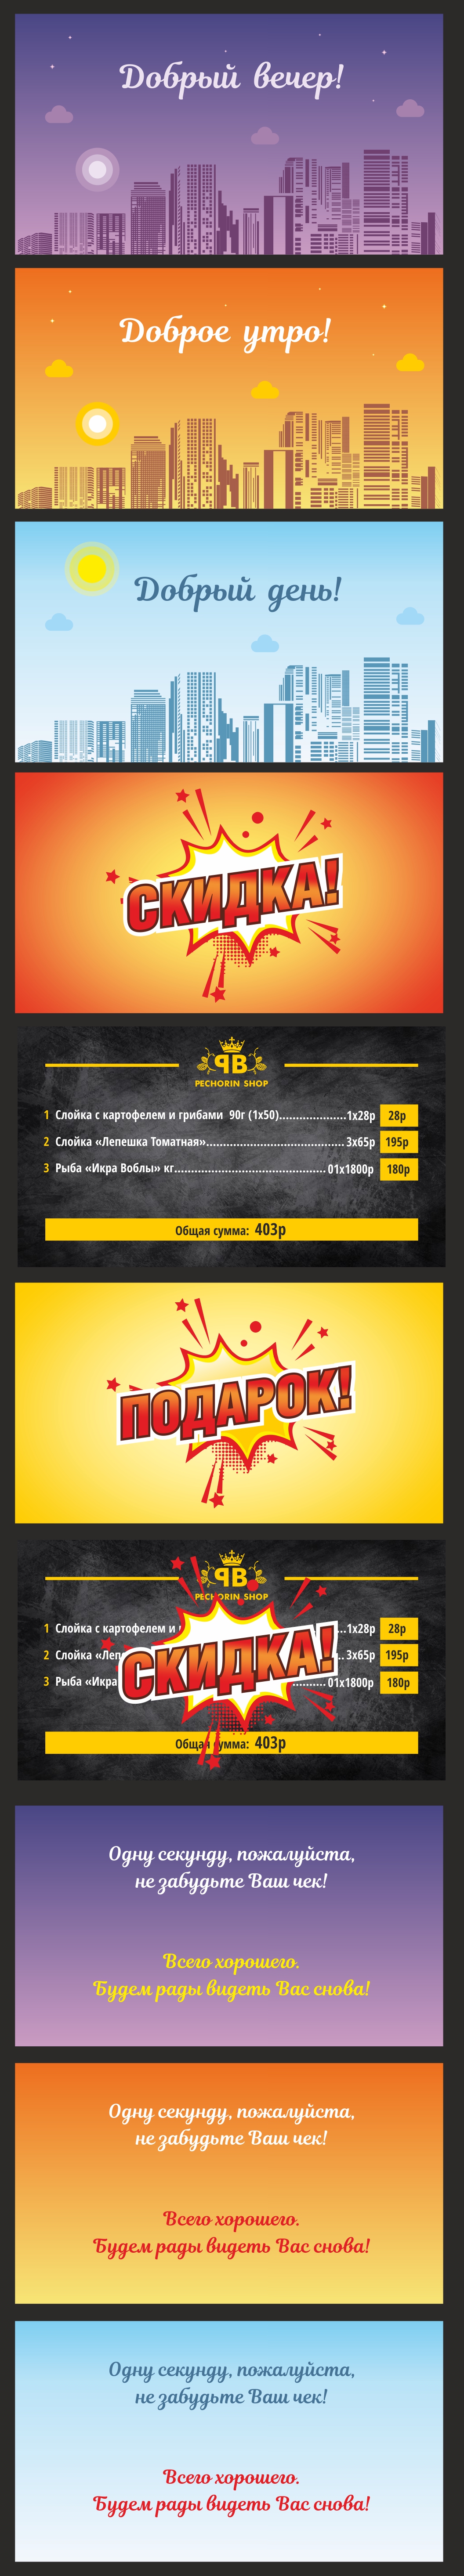 Добрый вечер!
Доброе утро!
Добрый день!
СКИДКА!
PB
PECHORIN SHOP
1 Слойка с картофелем и грибами 90г (1x50)....................1x28р 28р
2 Слойка «Лепешка Томатная»......................................... 3x65р 195р
3 Рыба «Икра Воблы» кг.............................................. 01x1800р 180р
Общая сумма: 403р
ПОДАРОК!
PB
PECHORIN SHOP
1 Слойка с картофелем и ...1x28р 28р
2 Слойка «Леп .. 3x65р 195р
СКИДКА!
3 Рыба «Икра .......... 01x1800р 180р
Общая сумма: 403р
Одну секунду, пожалуйста,
не забудьте Ваш чек!
Всего хорошего.
Будем рады видеть Вас снова!
Одну секунду, пожалуйста,
не забудьте Ваш чек!
Всего хорошего.
Будем рады видеть Вас снова!
Одну секунду, пожалуйста,
не забудьте Ваш чек!
Всего хорошего.
Будем рады видеть Вас снова!